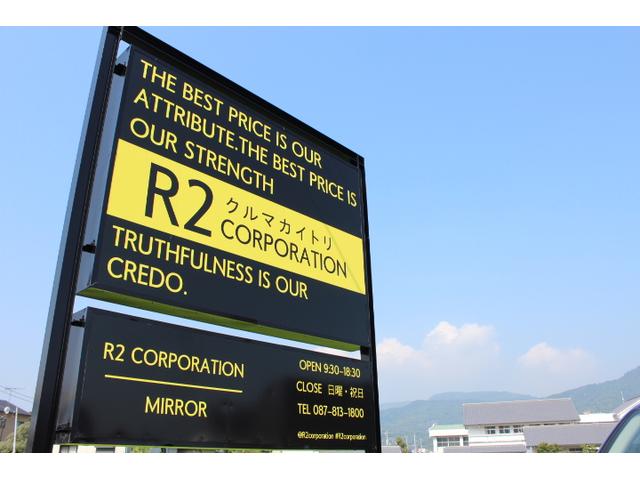 THE BEST PRICE IS OUR
ATTRIBUTE.THE BEST PRICE IS
OUR STRENGTH
R2 クルマカイトリ
CORPORATION
TRUTHFULNESS IS OUR
CREDO.
R2 CORPORATION
MIRROR
OPEN 9:30-18:30
CLOSE 日曜・祝日
TEL 087-813-1800
@R2corporation #R2corporation